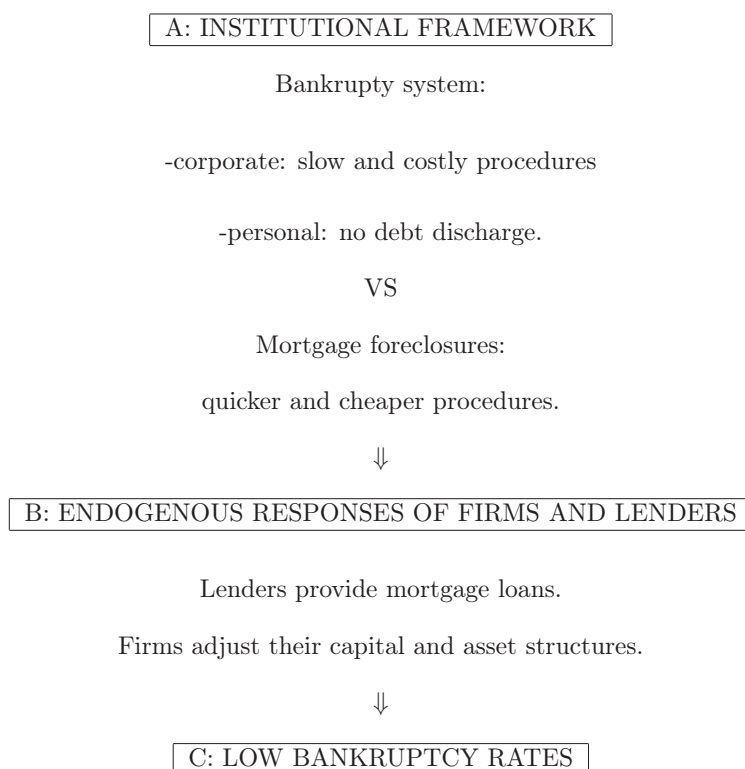 A: INSTITUTIONAL FRAMEWORK
Bankrupty system:
-corporate: slow and costly procedures
-personal: no debt discharge.
VS
Mortgage foreclosures:
quicker and cheaper procedures.
⇓
B: ENDOGENOUS RESPONSES OF FIRMS AND LENDERS
Lenders provide mortgage loans.
Firms adjust their capital and asset structures.
⇓
C: LOW BANKRUPTCY RATES